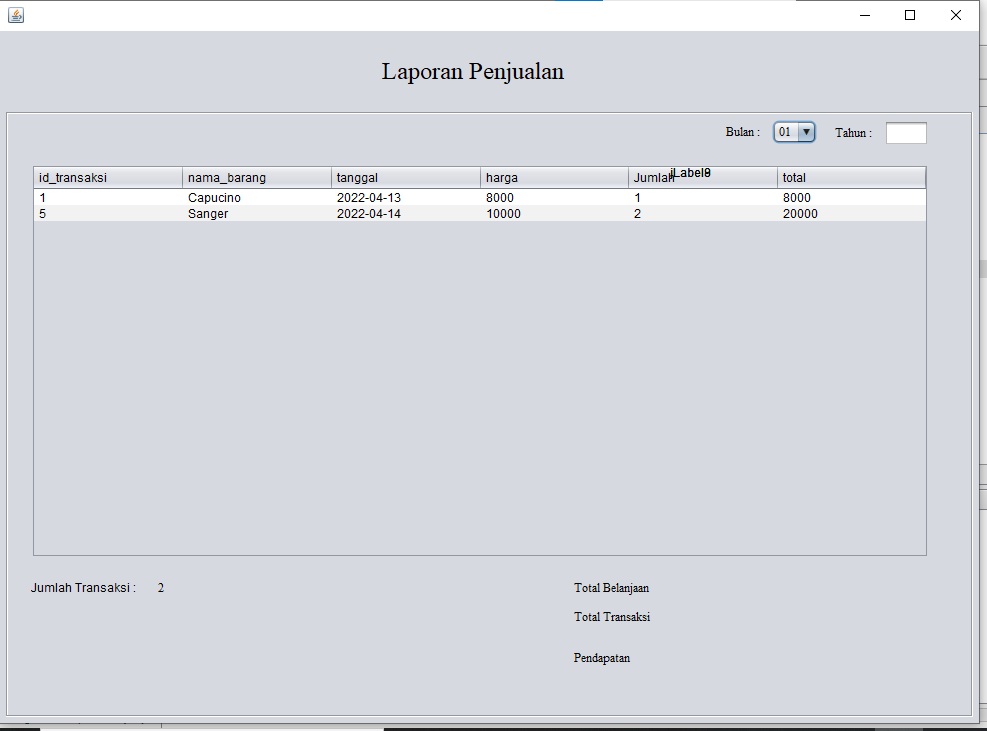 Laporan Penjualan
Bulan : 01 Tahun :
id_transaksi nama_barang tanggal harga Jumlah total
1 Capucino 2022-04-13 8000 1 8000
5 Sanger 2022-04-14 10000 2 20000
Jumlah Transaksi : 2 Total Belanjaan
Total Transaksi
Pendapatan